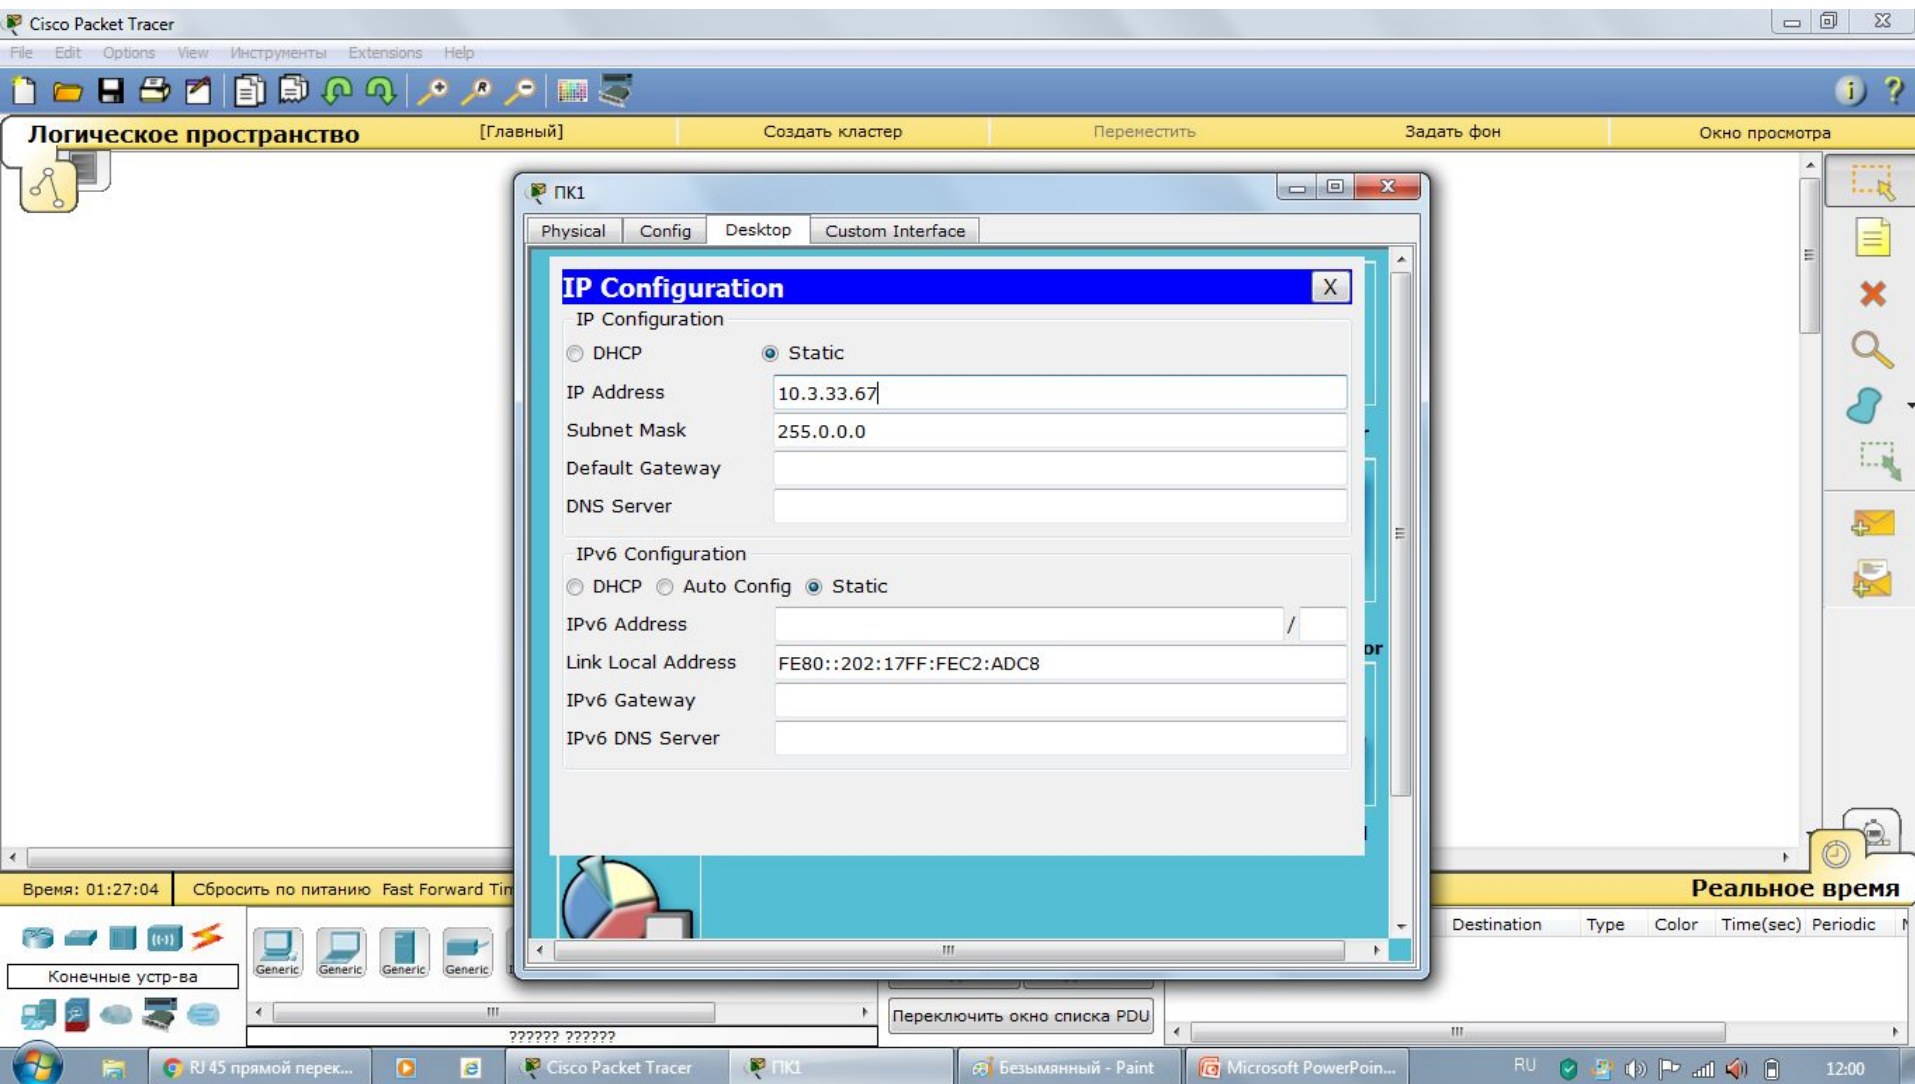 Cisco Packet Tracer
File Edit Options View Инструменты Extensions Help
Логическое пространство [Главный] Создать кластер Переместить Задать фон Окно просмотра
ПК1
Physical Config Desktop Custom Interface
IP Configuration X
IP Configuration
DHCP Static
IP Address 10.3.33.67
Subnet Mask 255.0.0.0
Default Gateway
DNS Server
IPv6 Configuration
DHCP Auto Config Static
IPv6 Address /
Link Local Address FE80::202:17FF:FEC2:ADC8
IPv6 Gateway
IPv6 DNS Server
Время: 01:27:04 Сбросить по питанию Fast Forward Tim Реальное время
Destination Type Color Time(sec) Periodic
Generic Generic Generic Generic
Конечные устр-ва
Переключить окно списка PDU
?????? ??????
RJ 45 прямой перек... Cisco Packet Tracer ПК1 Безымянный - Paint Microsoft PowerPoin... RU 12:00